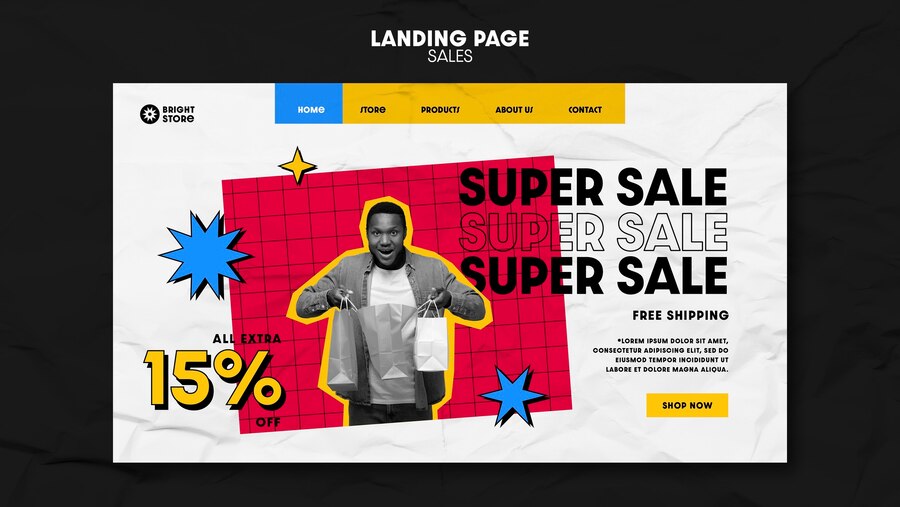 LANDING PAGE
SALES
BRIGHT
STORE
HOME STORE PRODUCTS ABOUT US CONTACT
SUPER SALE
SUPER SALE
SUPER SALE
FREE SHIPPING
*LOREM IPSUM DOLOR SIT AMET,
CONSECTETUR ADIPISCING ELIT, SED DO
EIUSMOD TEMPOR INCIDIDUNT UT
LABORE ET DOLORE MAGNA ALIQUA.
SHOP NOW
ALL EXTRA
15%
OFF